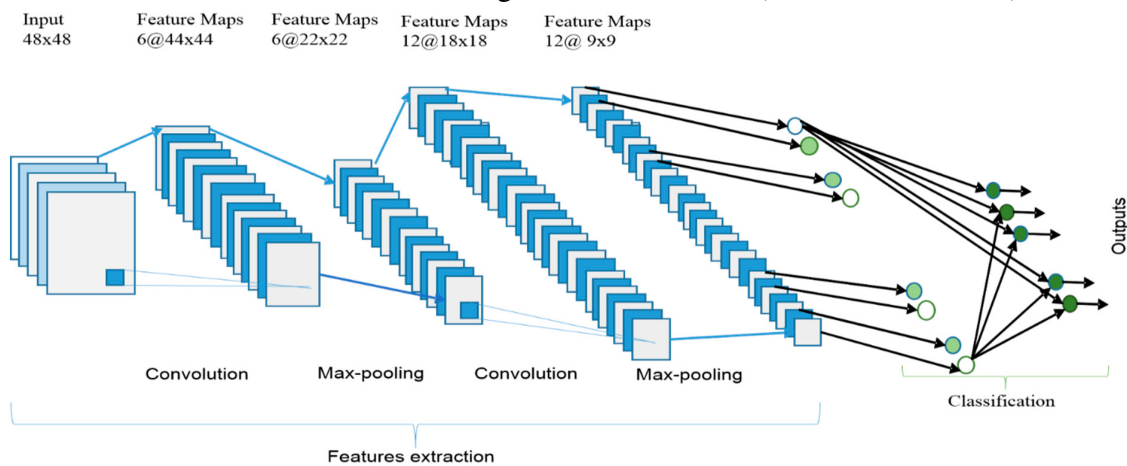 Input
48x48
Feature Maps
6@44x44
Feature Maps
6@22x22
Feature Maps
12@18x18
Feature Maps
12@ 9x9
Outputs
Convolution
Max-pooling
Convolution
Max-pooling
Classification
Features extraction